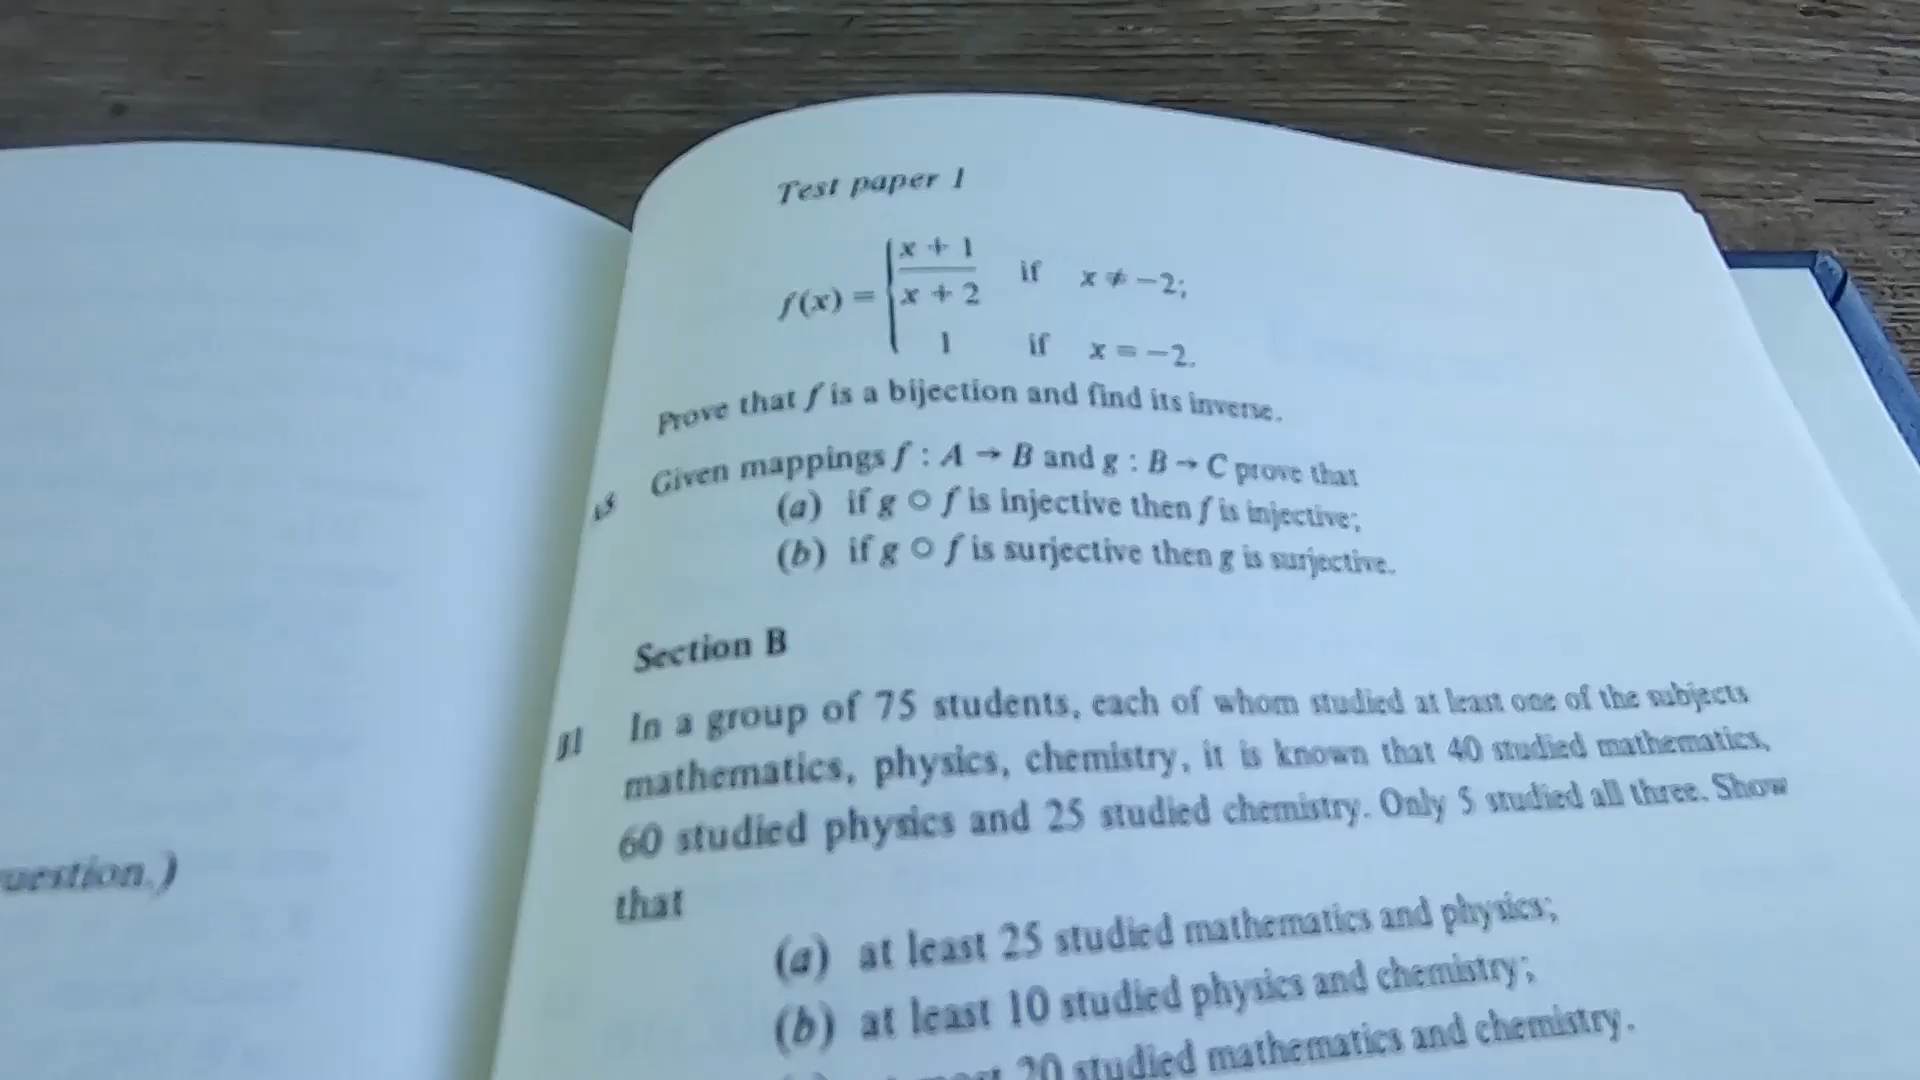 Test paper 1
f(x) = { x + 1 / x + 2 if x ≠ −2;
1 if x = −2.
Prove that f is a bijection and find its inverse.
Given mappings f : A → B and g : B → C prove that
(a) if g ○ f is injective then f is injective;
(b) if g ○ f is surjective then g is surjective.
Section B
In a group of 75 students, each of whom studied at least one of the subjects
mathematics, physics, chemistry, it is known that 40 studied mathematics,
60 studied physics and 25 studied chemistry. Only 5 studied all three. Show
that
(a) at least 25 studied mathematics and physics;
uestion.)
(b) at least 10 studied physics and chemistry;
20 studied mathematics and chemistry.